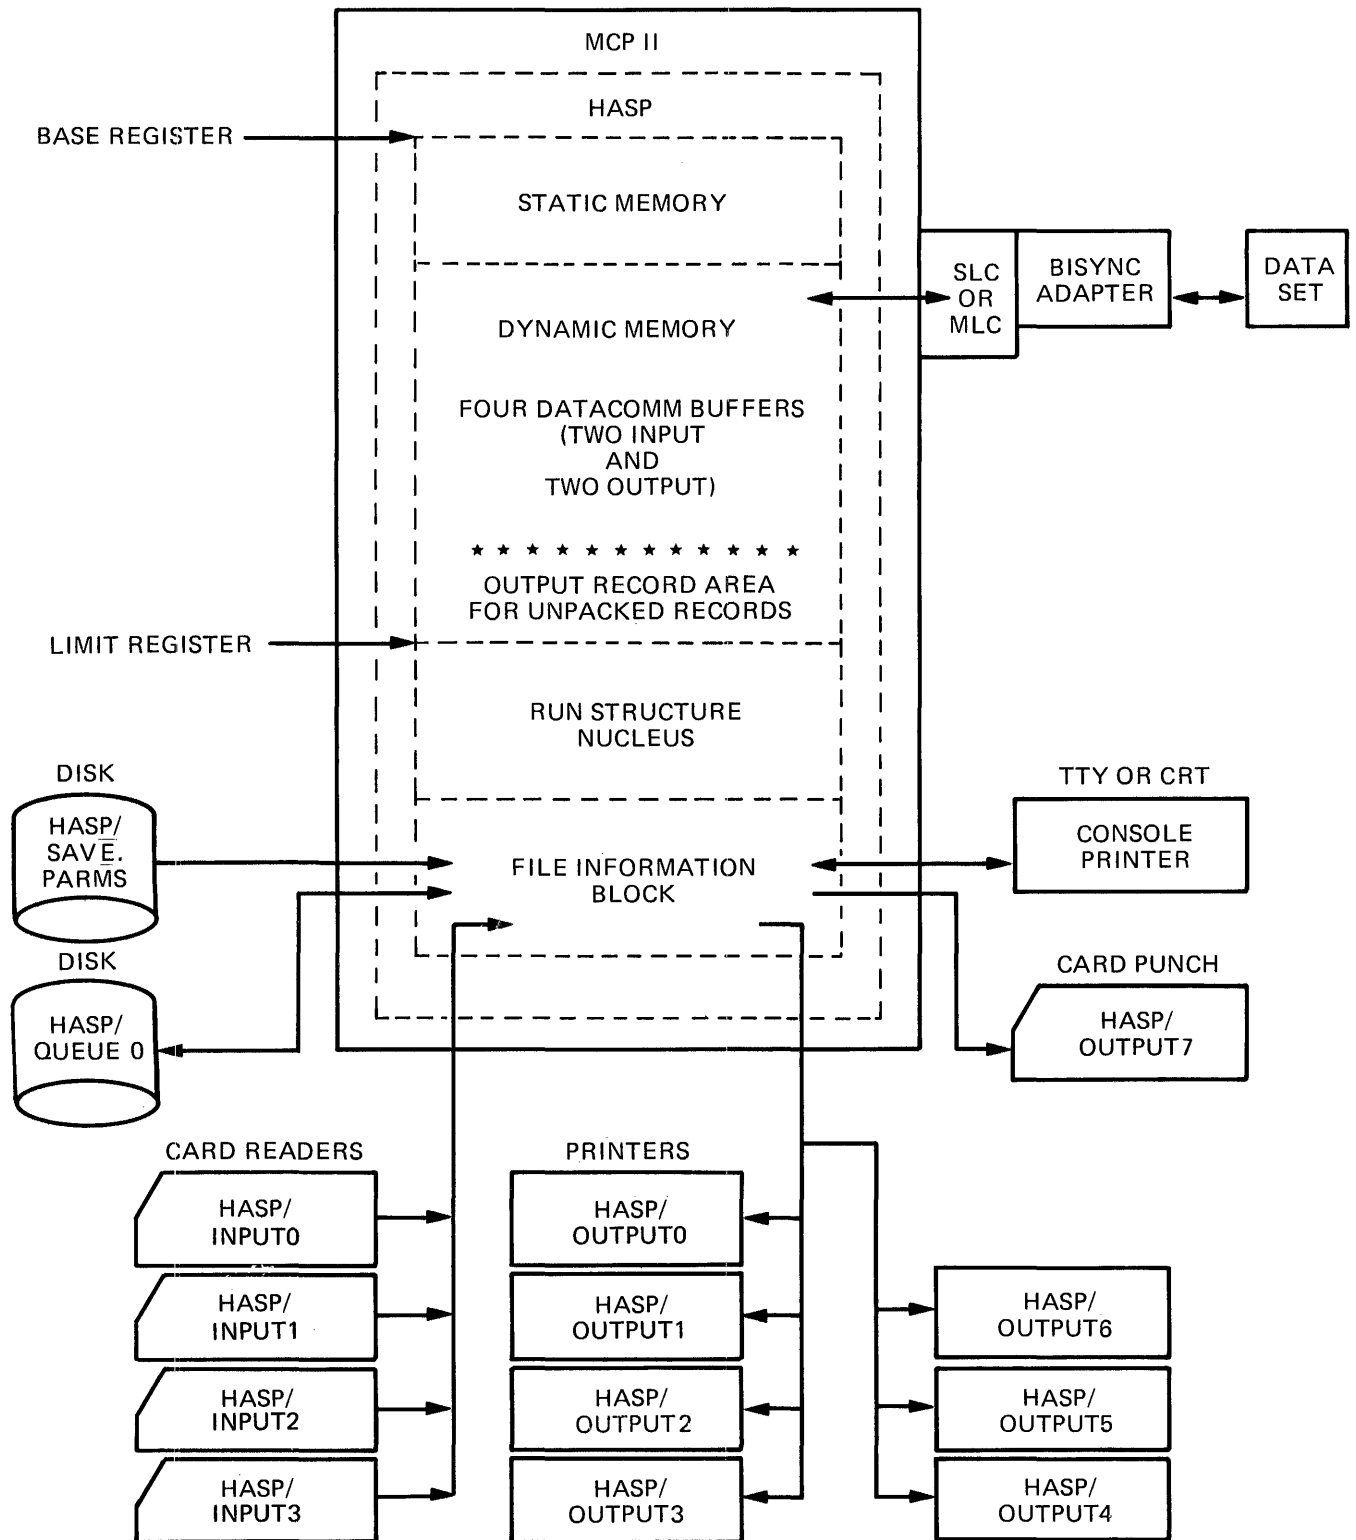 MCP II
HASP
BASE REGISTER
STATIC MEMORY
DYNAMIC MEMORY
SLC
OR
MLC
BISYNC
ADAPTER
DATA
SET
FOUR DATACOMM BUFFERS
(TWO INPUT
AND
TWO OUTPUT)
* * * * * * * * * * * *
OUTPUT RECORD AREA
FOR UNPACKED RECORDS
LIMIT REGISTER
RUN STRUCTURE
NUCLEUS
DISK
HASP/
SAVE.
PARMS
FILE INFORMATION
BLOCK
TTY OR CRT
CONSOLE
PRINTER
DISK
HASP/
QUEUE 0
CARD PUNCH
HASP/
OUTPUT7
CARD READERS
HASP/
INPUT0
HASP/
INPUT1
HASP/
INPUT2
HASP/
INPUT3
PRINTERS
HASP/
OUTPUT0
HASP/
OUTPUT1
HASP/
OUTPUT2
HASP/
OUTPUT3
HASP/
OUTPUT6
HASP/
OUTPUT5
HASP/
OUTPUT4